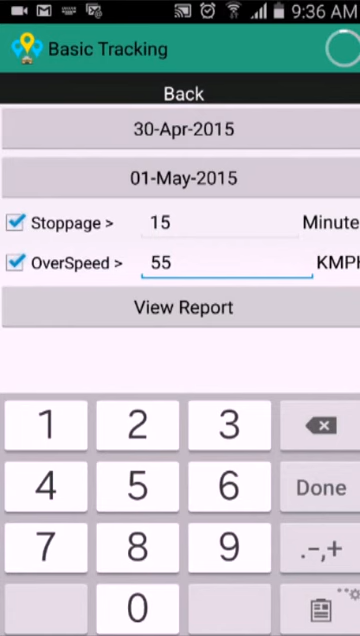 9:36 AM
Basic Tracking
Back
30-Apr-2015
01-May-2015
Stoppage > 15 Minute
OverSpeed > 55 KMPH
View Report
1 2 3
4 5 6 Done
7 8 9 .-,+
0